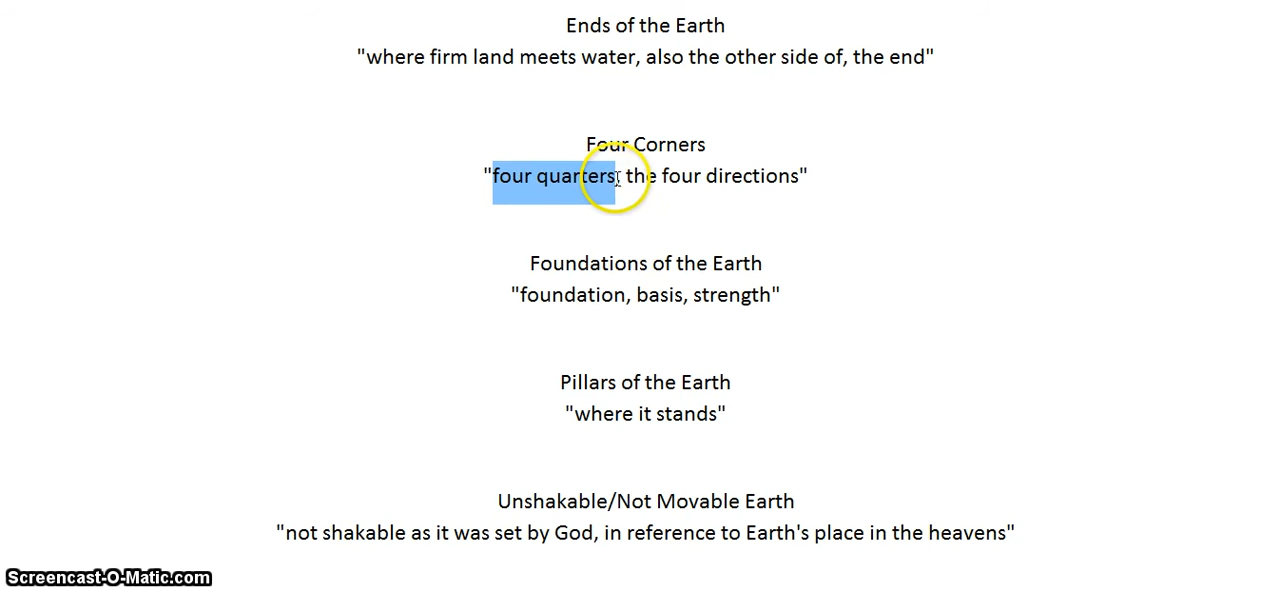 Ends of the Earth
"where firm land meets water, also the other side of, the end"
Four Corners
"four quarters, the four directions"
Foundations of the Earth
"foundation, basis, strength"
Pillars of the Earth
"where it stands"
Unshakable/Not Movable Earth
"not shakable as it was set by God, in reference to Earth's place in the heavens"
Screencast-O-Matic.com